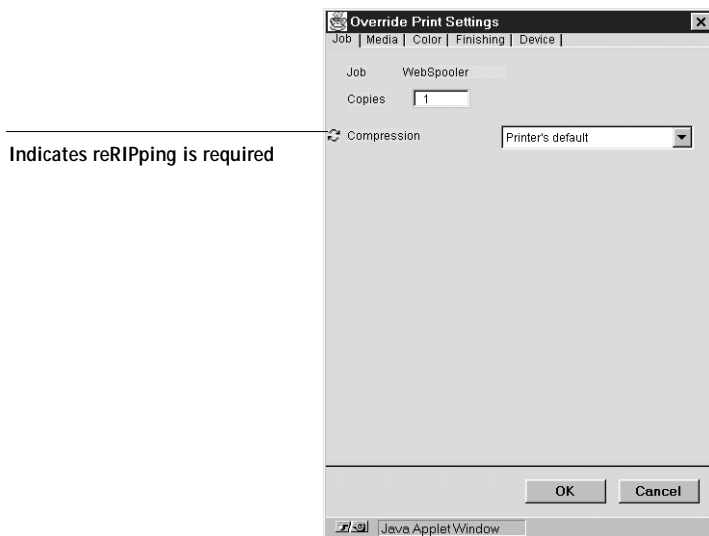 Override Print Settings
Job | Media | Color | Finishing | Device |
Job WebSpooler
Copies 1
Compression Printer's default
Indicates reRIPping is required
OK Cancel
Java Applet Window